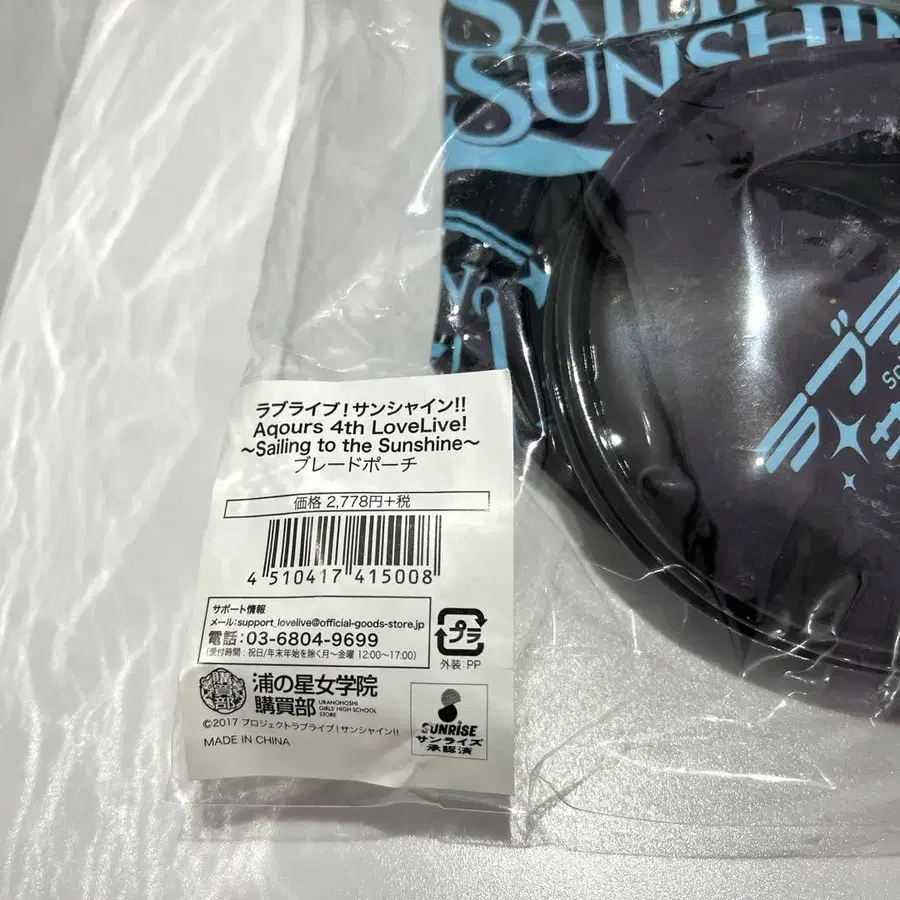 SUNSHIN
ラブライブ!サンシャイン!!
Aqours 4th LoveLive!
~Sailing to the Sunshine~
ブレードポーチ
価格 2,778円+税
4 510417 415008
サポート情報
メール:support_lovelive@official-goods-store.jp
電話:03-6804-9699
(受付時間:祝日/年末年始を除く月~金曜 12:00~17:00)
プラ
外装:PP
購買部
浦の星女学院
購買部
URANOHOSHI
GIRLS' HIGH SCHOOL
STORE
©2017 プロジェクトラブライブ!サンシャイン!!
MADE IN CHINA
SUNRISE
サンライズ
承認済